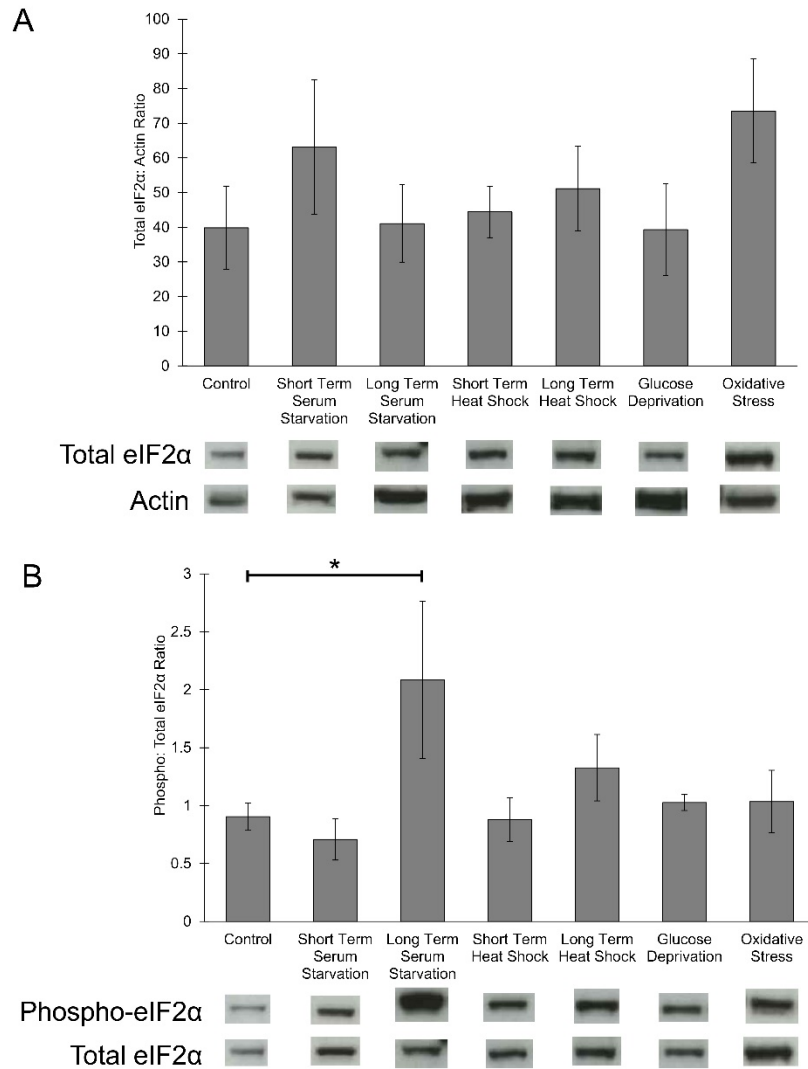 A
100
90
80
70
60
50
40
30
20
10
0
Total eIF2α: Actin Ratio
Control
Short Term
Serum
Starvation
Long Term
Serum
Starvation
Short Term
Heat Shock
Long Term
Heat Shock
Glucose
Deprivation
Oxidative
Stress
Total eIF2α
Actin
B
*
3
2.5
2
1.5
1
0.5
0
Phospho: Total eIF2α Ratio
Control
Short Term
Serum
Starvation
Long Term
Serum
Starvation
Short Term
Heat Shock
Long Term
Heat Shock
Glucose
Deprivation
Oxidative
Stress
Phospho-eIF2α
Total eIF2α